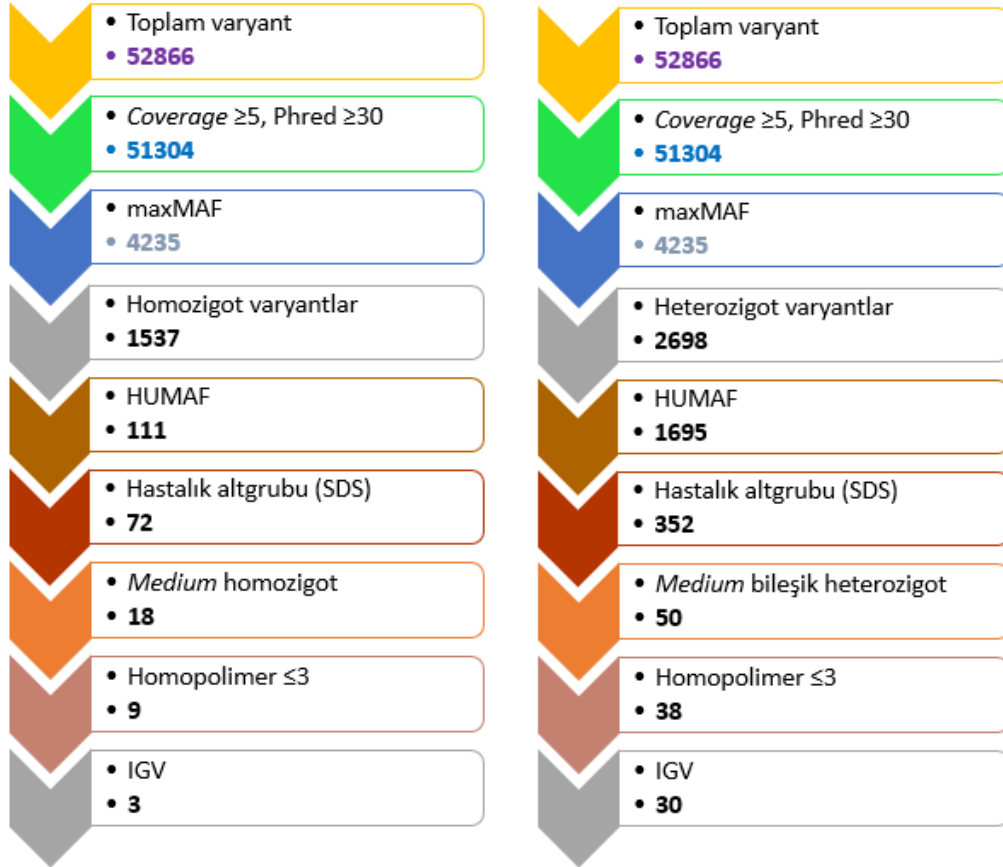 • Toplam varyant
• 52866
• Coverage ≥5, Phred ≥30
• 51304
• maxMAF
• 4235
• Homozigot varyantlar
• 1537
• HUMAF
• 111
• Hastalık altgrubu (SDS)
• 72
• Medium homozigot
• 18
• Homopolimer ≤3
• 9
• IGV
• 3
• Toplam varyant
• 52866
• Coverage ≥5, Phred ≥30
• 51304
• maxMAF
• 4235
• Heterozigot varyantlar
• 2698
• HUMAF
• 1695
• Hastalık altgrubu (SDS)
• 352
• Medium bileşik heterozigot
• 50
• Homopolimer ≤3
• 38
• IGV
• 30